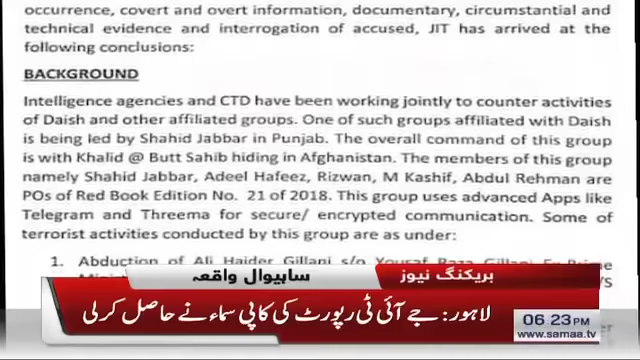 occurrence, covert and overt information, documentary, circumstantial and
technical evidence and interrogation of accused, JIT has arrived at the
following conclusions:
BACKGROUND
Intelligence agencies and CTD have been working jointly to counter activities
of Daish and other affiliated groups. One of such groups affiliated with Daish
is being led by Shahid Jabbar in Punjab. The overall command of this group
is with Khalid @ Butt Sahib hiding in Afghanistan. The members of this group
namely Shahid Jabbar, Adeel Hafeez, Rizwan, M Kashif, Abdul Rehman are
POs of Red Book Edition No. 21 of 2018. This group uses advanced Apps like
Telegram and Threema for secure/ encrypted communication. Some of
terrorist activities conducted by this group are as under:
1. Abduction of Ali Haider Gillani s/o Yousaf Raza Gillani Ex-Prime
بریکنگ نیوز
ساہیوال واقعہ
لاہور: جے آئی ٹی رپورٹ کی کاپی سماء نے حاصل کرلی
06:23PM
www.samaa.tv